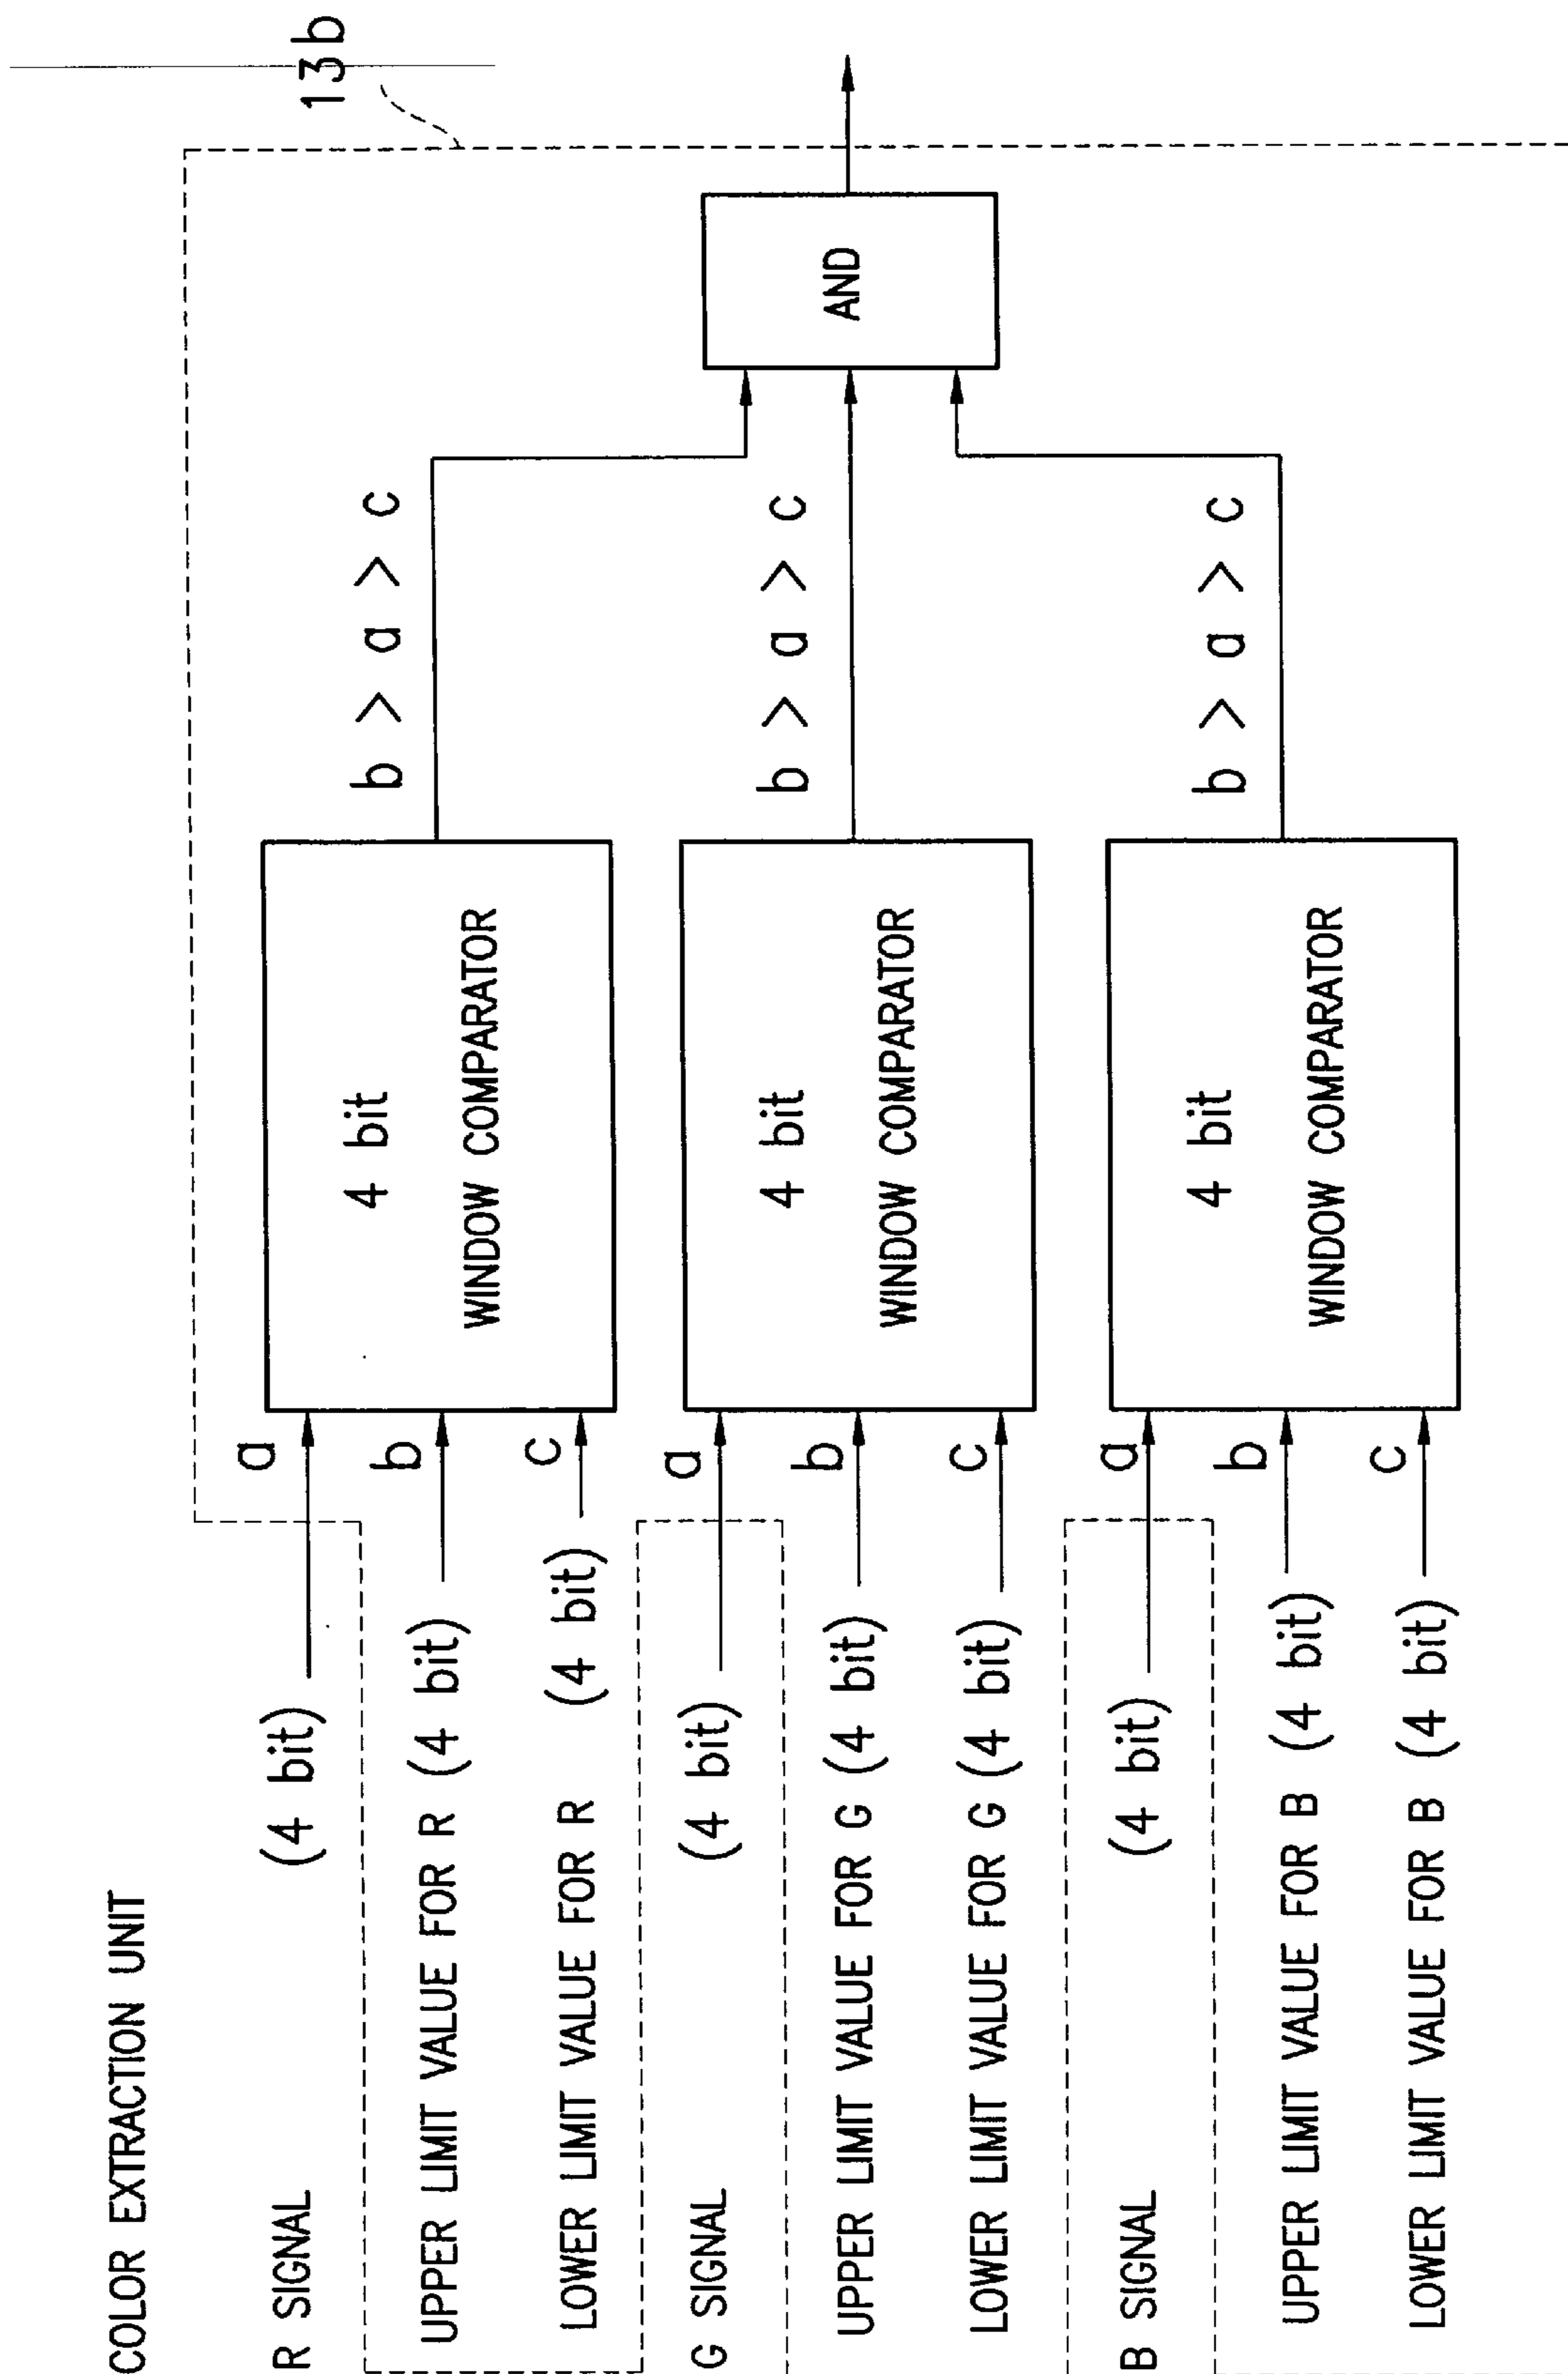 COLOR EXTRACTION UNIT
13b
R SIGNAL (4 bit) a
UPPER LIMIT VALUE FOR R (4 bit) b
LOWER LIMIT VALUE FOR R (4 bit) c
4 bit
WINDOW COMPARATOR
b > a > c
G SIGNAL (4 bit) a
UPPER LIMIT VALUE FOR G (4 bit) b
LOWER LIMIT VALUE FOR G (4 bit) c
4 bit
WINDOW COMPARATOR
b > a > c
AND
B SIGNAL (4 bit) a
UPPER LIMIT VALUE FOR B (4 bit) b
LOWER LIMIT VALUE FOR B (4 bit) c
4 bit
WINDOW COMPARATOR
b > a > c